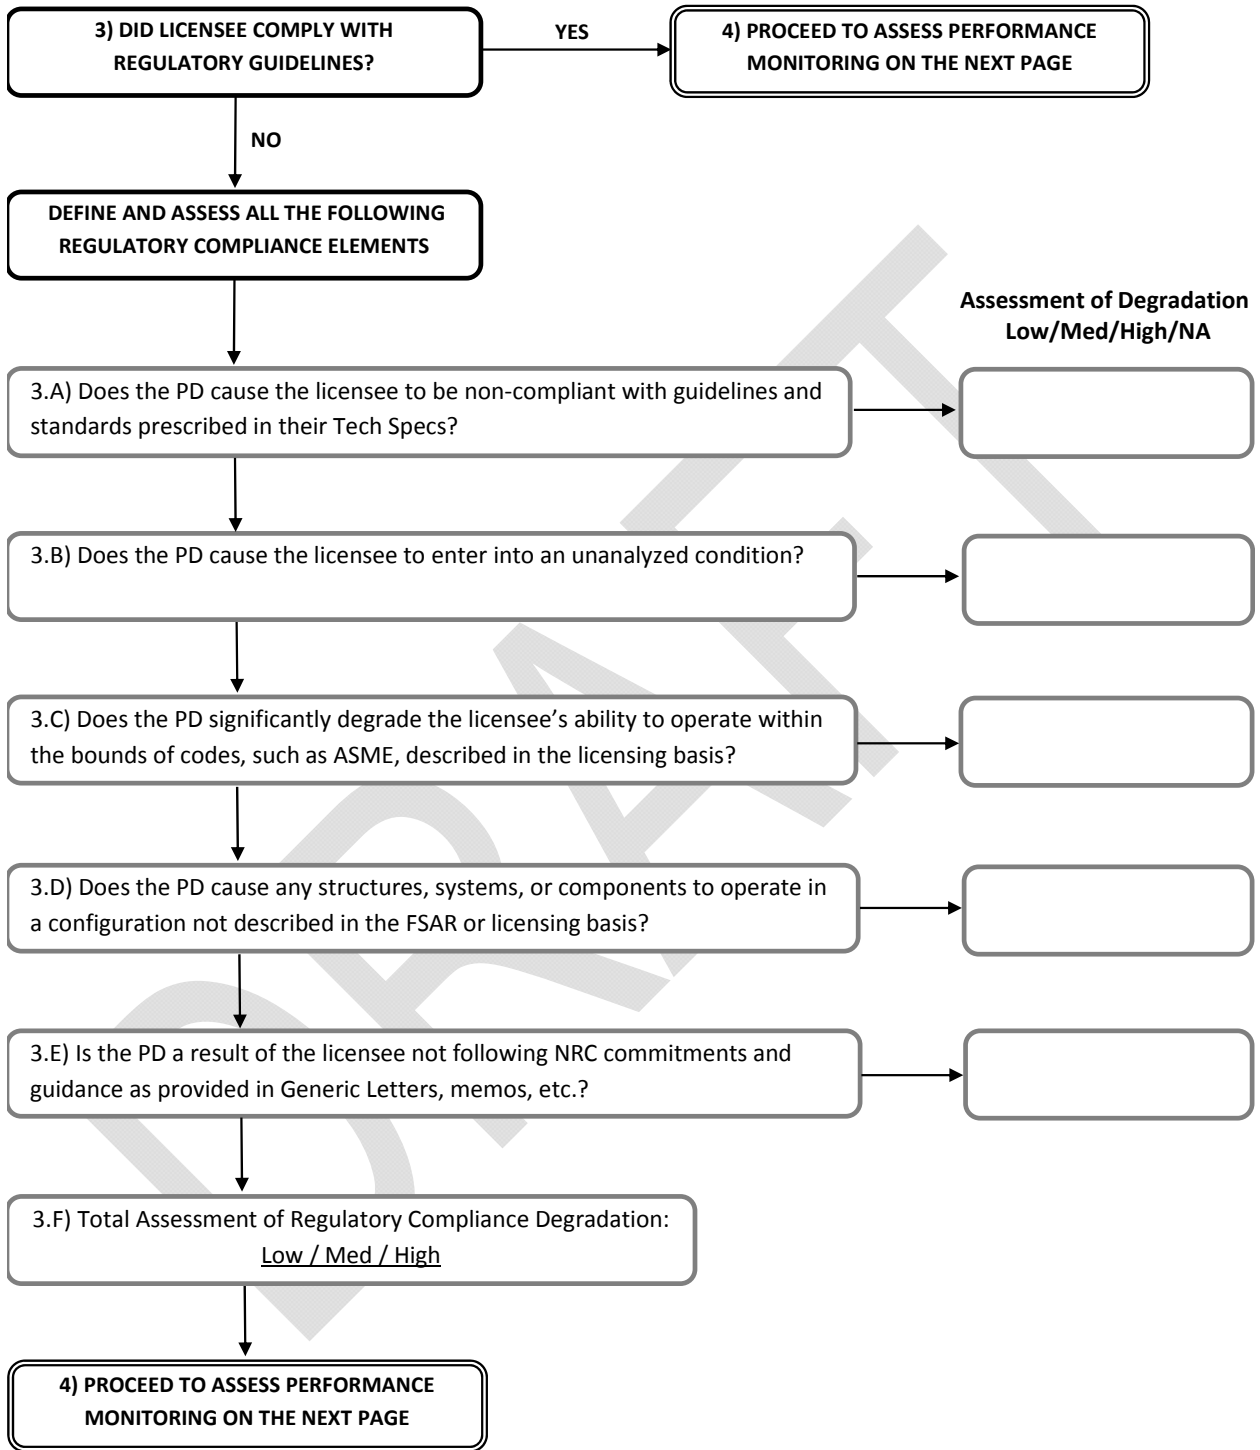 3) DID LICENSEE COMPLY WITH
REGULATORY GUIDELINES?
YES
4) PROCEED TO ASSESS PERFORMANCE
MONITORING ON THE NEXT PAGE
NO
DEFINE AND ASSESS ALL THE FOLLOWING
REGULATORY COMPLIANCE ELEMENTS
Assessment of Degradation
Low/Med/High/NA
3.A) Does the PD cause the licensee to be non-compliant with guidelines and
standards prescribed in their Tech Specs?
3.B) Does the PD cause the licensee to enter into an unanalyzed condition?
3.C) Does the PD significantly degrade the licensee’s ability to operate within
the bounds of codes, such as ASME, described in the licensing basis?
3.D) Does the PD cause any structures, systems, or components to operate in
a configuration not described in the FSAR or licensing basis?
3.E) Is the PD a result of the licensee not following NRC commitments and
guidance as provided in Generic Letters, memos, etc.?
3.F) Total Assessment of Regulatory Compliance Degradation:
Low / Med / High
4) PROCEED TO ASSESS PERFORMANCE
MONITORING ON THE NEXT PAGE
DRAFT